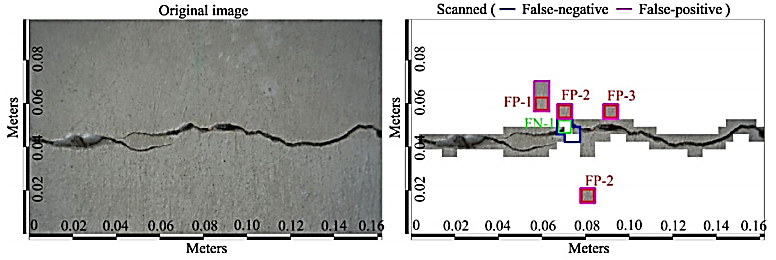 Original image
Scanned ( — False-negative — False-positive )
Meters
0.08
0.06
0.04
0.02
0 0.02 0.04 0.06 0.08 0.10 0.12 0.14 0.16
Meters
Meters
0.08
0.06
0.04
0.02
FP-1
FP-2
FP-3
FN-1
FP-2
0 0.02 0.04 0.06 0.08 0.10 0.12 0.14 0.16
Meters